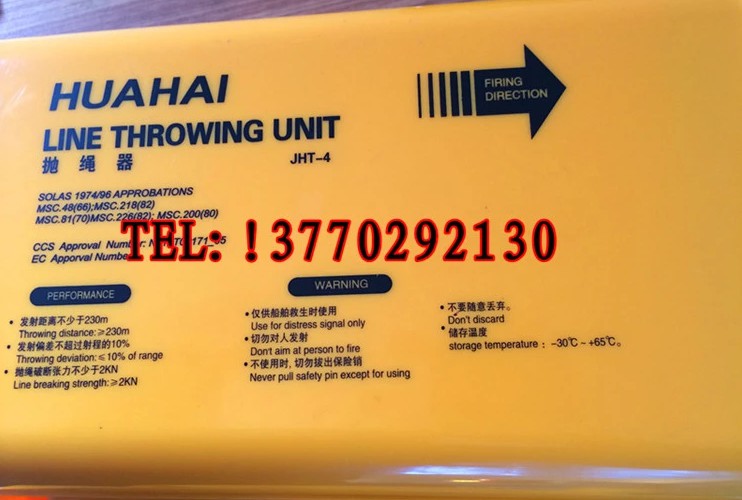 HUAHAI
LINE THROWING UNIT
抛绳器
JHT-4
FIRING
DIRECTION
SOLAS 1974/96 APPROBATIONS
MSC.48(66);MSC.218(82)
MSC.81(70)MSC.226(82); MSC.200(80)
CCS Approval Number:
EC Apporval Number
TEL: !3770292130
PERFORMANCE
• 发射距离不少于230m
Throwing distance:≥230m
• 发射偏差不超过射程的10%
Throwing deviation:≤10% of range
• 抛绳破断张力不少于2KN
Line breaking strength:≥2KN
WARNING
• 仅供船舶救生时使用
Use for distress signal only
• 切勿对人发射
Don't aim at person to fire
• 不使用时, 切勿拔出保险销
Never pull safety pin except for using
• 不要随意丢弃。
Don't discard
• 储存温度
storage temperature : -30℃ ~ +65℃。